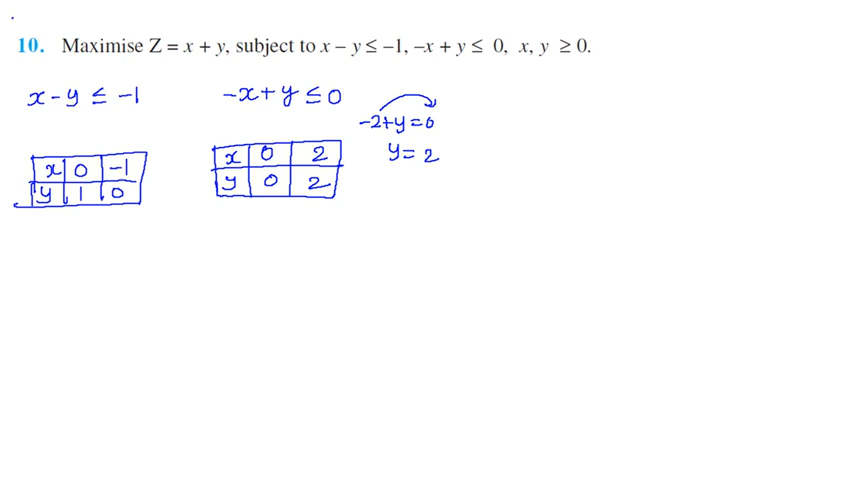 10. Maximise Z = x + y, subject to x – y ≤ –1, –x + y ≤ 0, x, y ≥ 0.
x - y ≤ -1
-x + y ≤ 0
-2+y=0
y= 2
x 0 -1
y 1 0
x 0 2
y 0 2